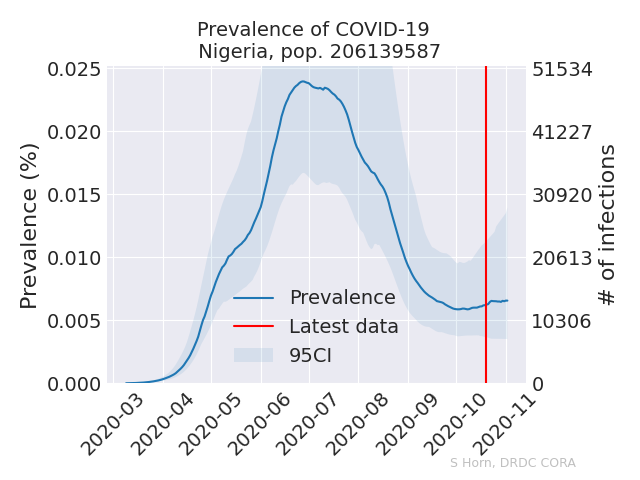 Prevalence of COVID-19
Nigeria, pop. 206139587
Prevalence (%)
0.025
0.020
0.015
0.010
0.005
0.000
51534
41227
30920
20613
10306
0
# of infections
Prevalence
Latest data
95CI
2020-03
2020-04
2020-05
2020-06
2020-07
2020-08
2020-09
2020-10
2020-11
S Horn, DRDC CORA